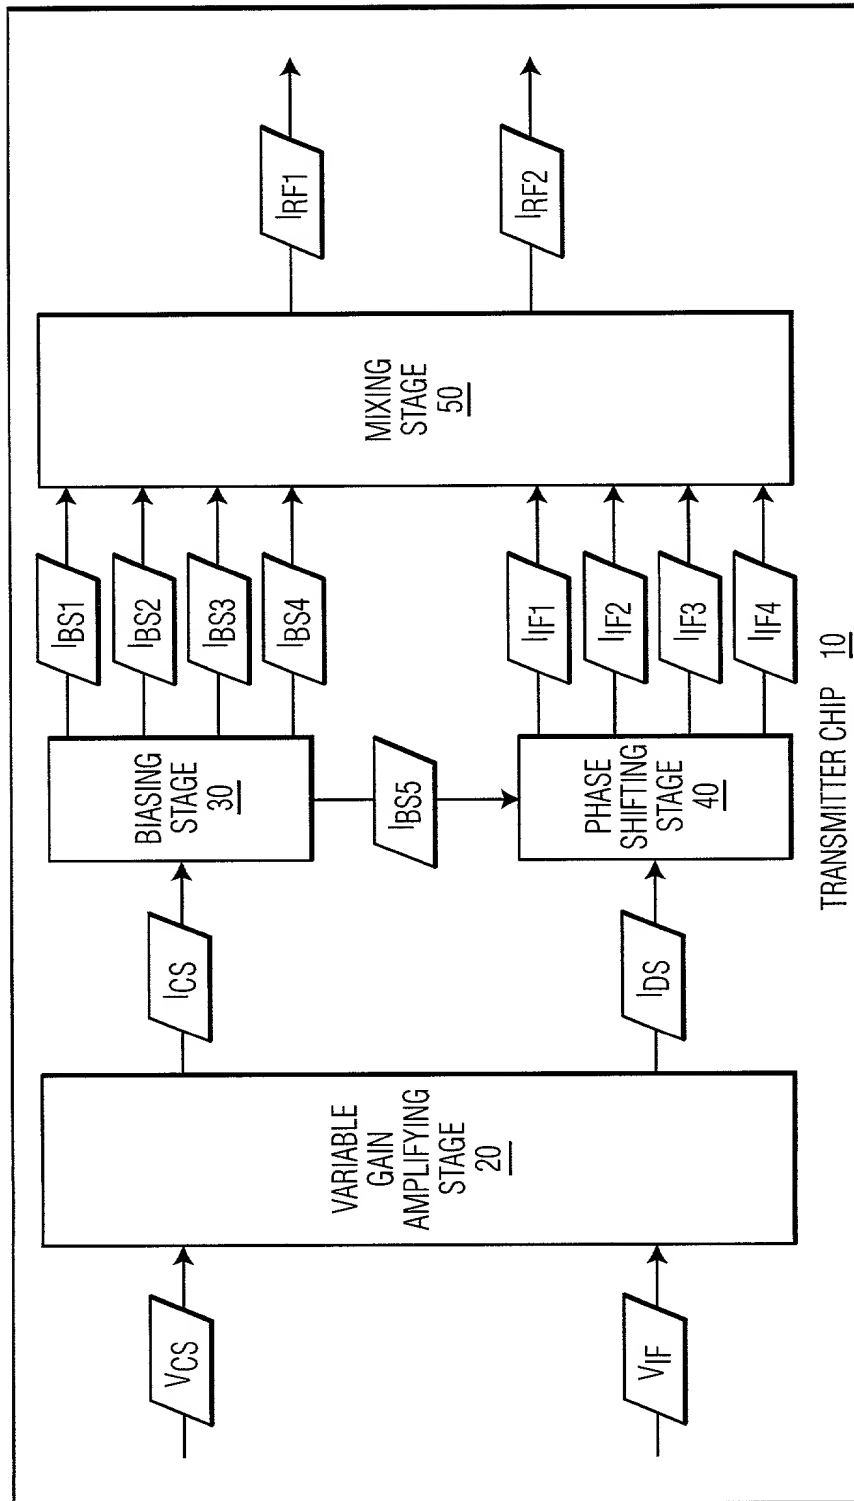 VCS
VIF
VARIABLE
GAIN
AMPLIFYING
STAGE
20
ICS
IDS
BIASING
STAGE
30
IBS5
PHASE
SHIFTING
STAGE
40
IBS1
IBS2
IBS3
IBS4
IIF1
IIF2
IIF3
IIF4
MIXING
STAGE
50
IRF1
IRF2
TRANSMITTER CHIP 10